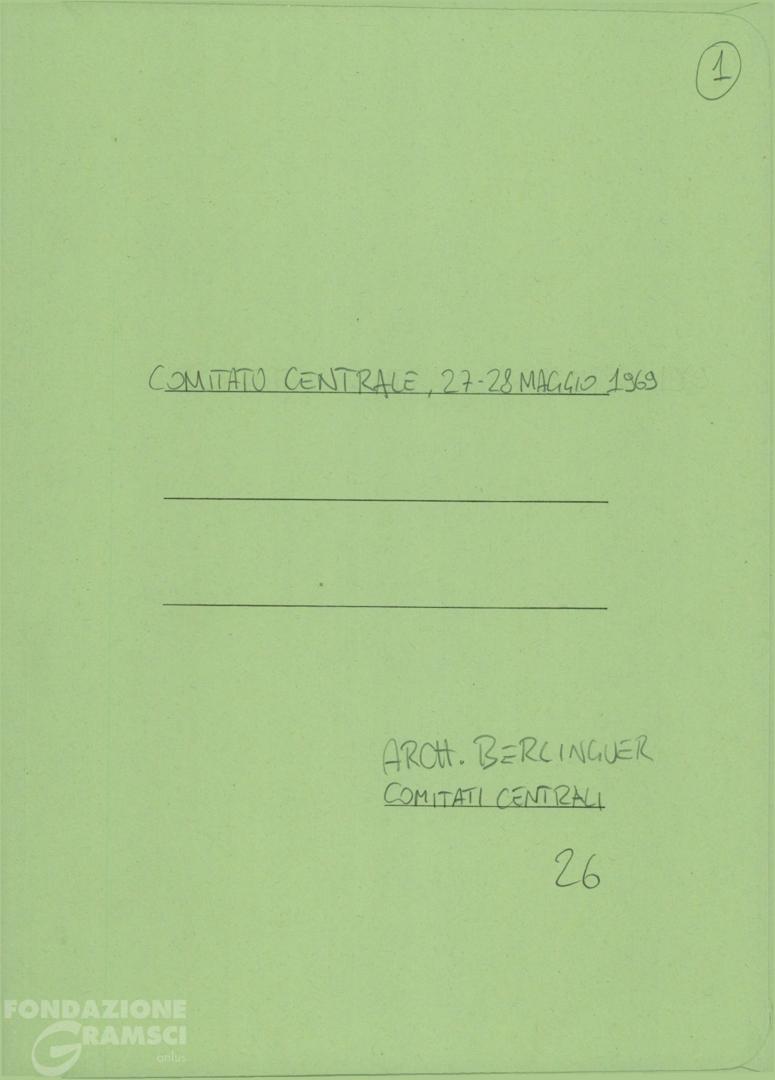 1
COMITATO CENTRALE, 27-28 MAGGIO 1969
ARCH. BERLINGUER
COMITATI CENTRALI
26
FONDAZIONE
GRAMSCI
onlus